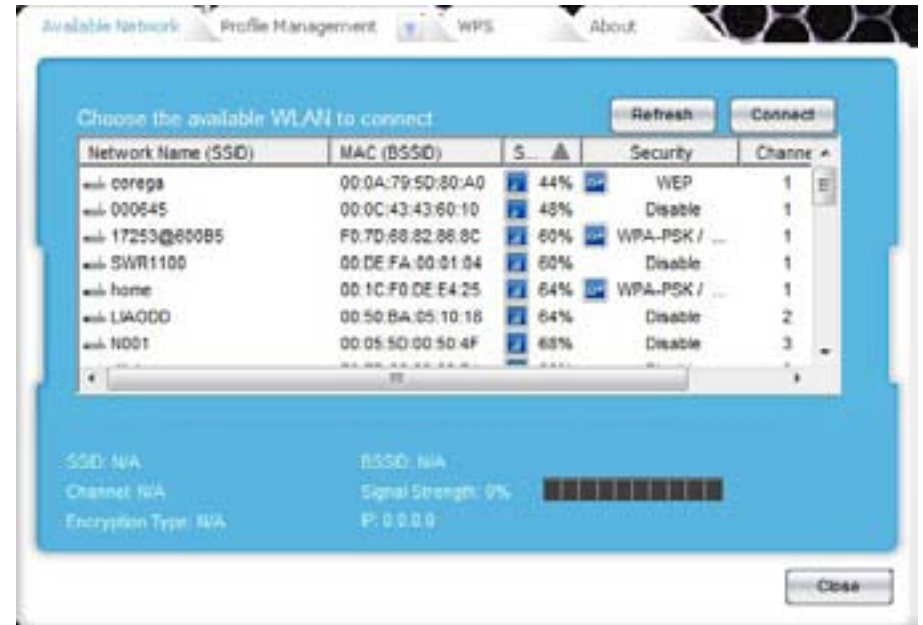 Available Network Profile Management WPS About
Choose the available WLAN to connect Refresh Connect
Network Name (SSID) MAC (BSSID) S... Security Channe
corega 00:0A:79:5D:80:A0 44% WEP 1
000645 00:0C:43:43:60:10 48% Disable 1
17253@600B5 F0:7D:68:82:86:8C 60% WPA-PSK / ... 1
SWR1100 00:DE:FA:00:01:04 60% Disable 1
home 00:1C:F0:DE:E4:25 64% WPA-PSK / ... 1
LIAODD 00:50:BA:05:10:18 64% Disable 2
N001 00:05:5D:00:50:4F 68% Disable 3
SSID: N/A BSSID: N/A
Channel: N/A Signal Strength: 0%
Encryption Type: N/A IP: 0.0.0.0
Close